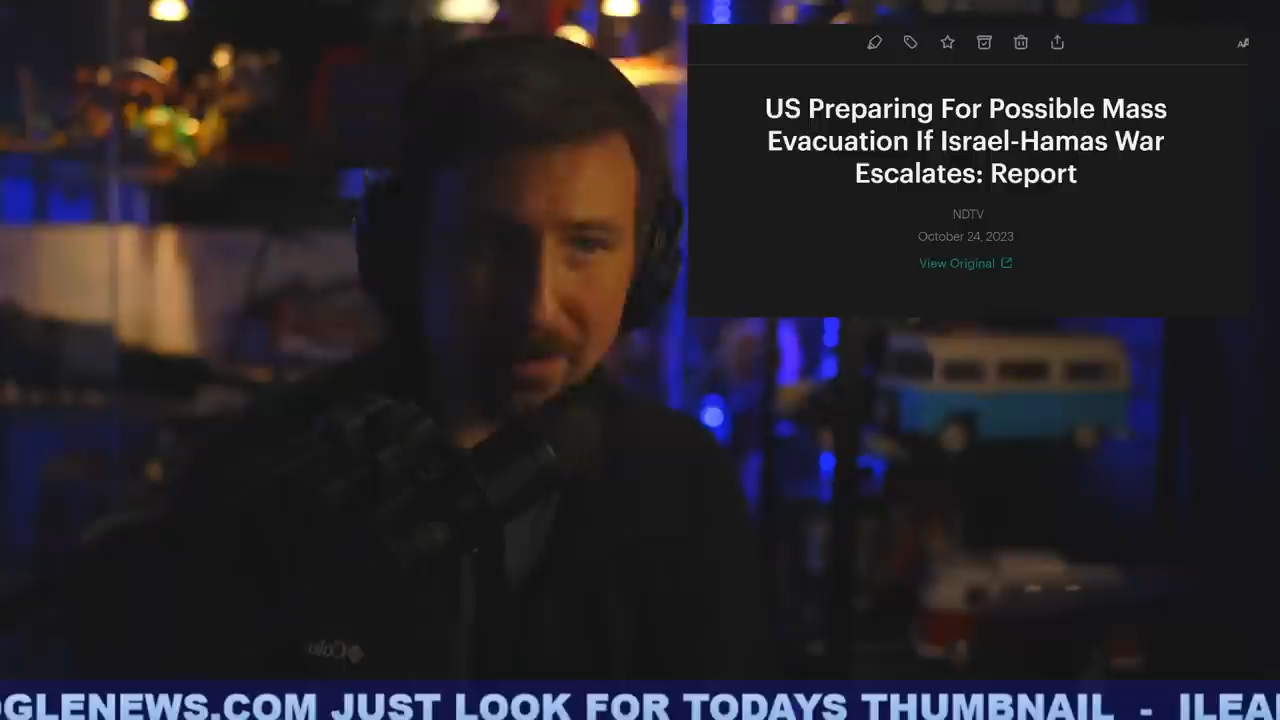 US Preparing For Possible Mass
Evacuation If Israel-Hamas War
Escalates: Report
NDTV
October 24, 2023
View Original
OGLENEWS.COM JUST LOOK FOR TODAYS THUMBNAIL - ILEA